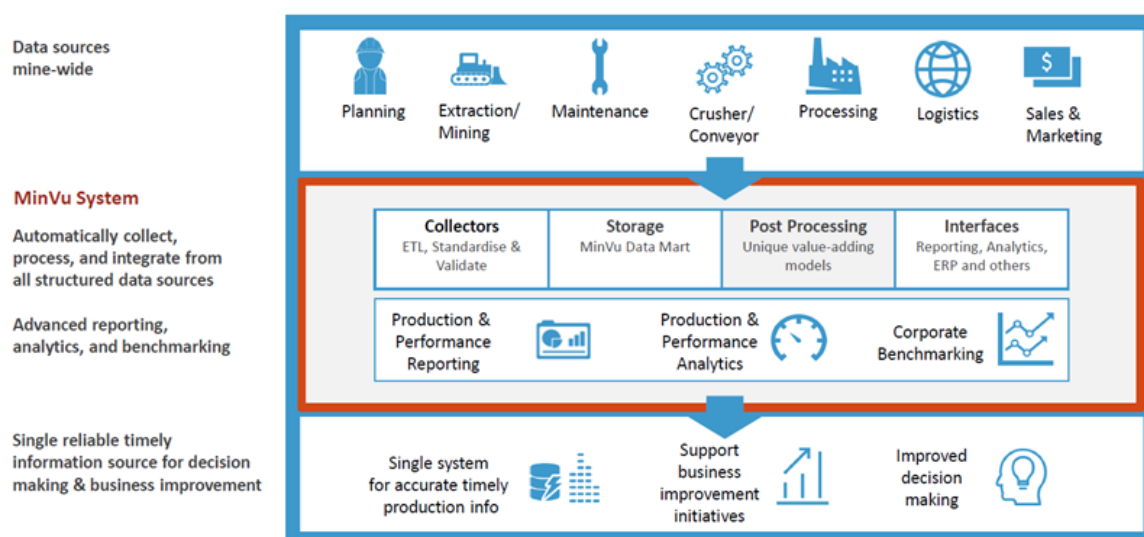 Data sources
mine-wide
Planning
Extraction/
Mining
Maintenance
Crusher/
Conveyor
Processing
Logistics
$
Sales &
Marketing
MinVu System
Automatically collect,
process, and integrate from
all structured data sources
Advanced reporting,
analytics, and benchmarking
Collectors
ETL, Standardise &
Validate
Storage
MinVu Data Mart
Post Processing
Unique value-adding
models
Interfaces
Reporting, Analytics,
ERP and others
Production &
Performance
Reporting
Production &
Performance
Analytics
Corporate
Benchmarking
Single reliable timely
information source for decision
making & business improvement
Single system
for accurate timely
production info
Support
business
improvement
initiatives
Improved
decision
making